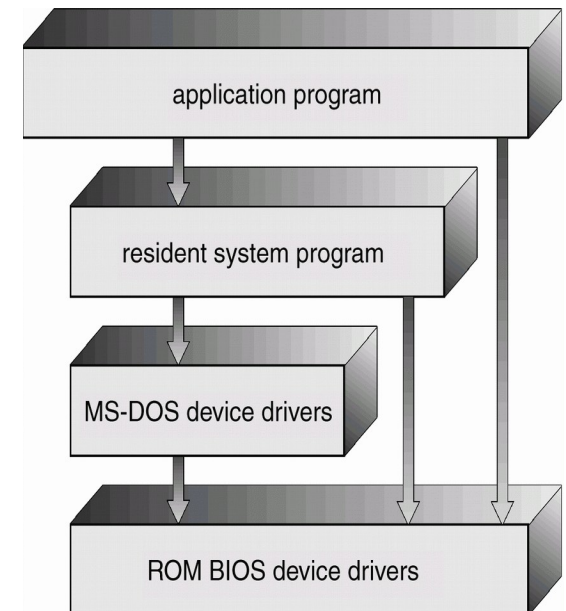 application program
resident system program
MS-DOS device drivers
ROM BIOS device drivers